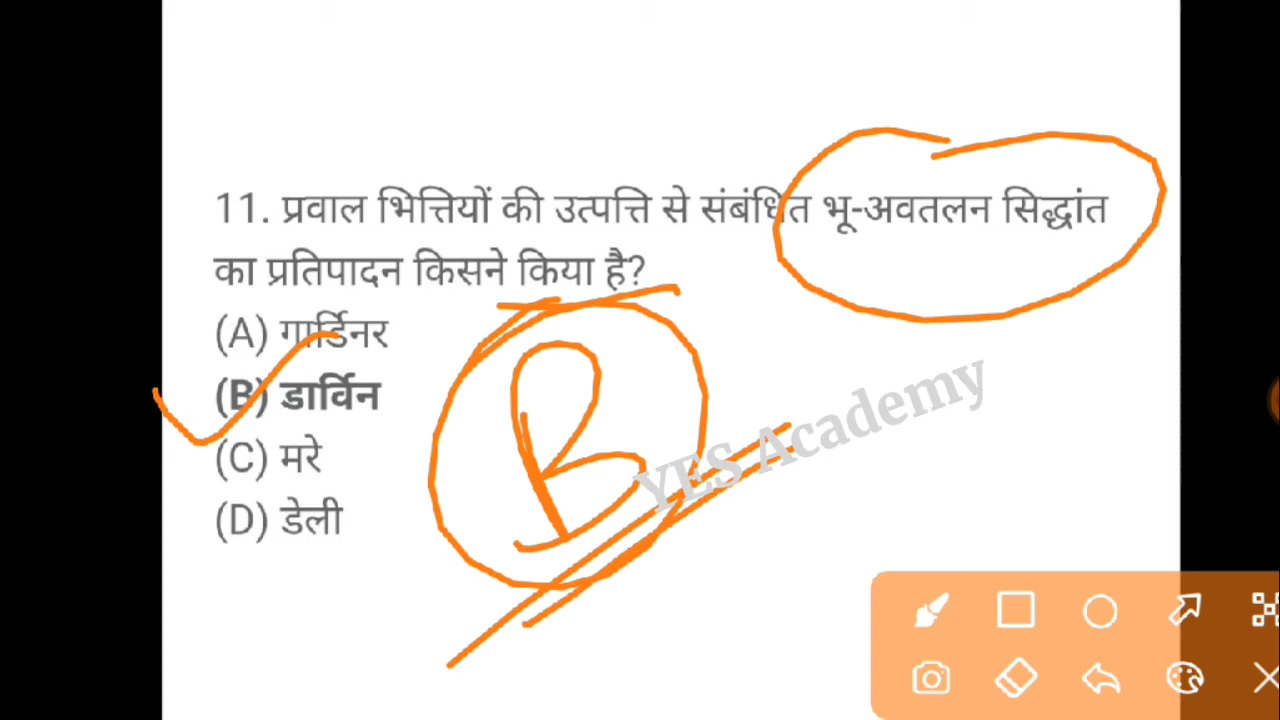 11. प्रवाल भित्तियों की उत्पत्ति से संबंधित भू-अवतलन सिद्धांत
का प्रतिपादन किसने किया है?
(A) गार्डिनर
(B) डार्विन
(C) मरे
(D) डेली
B
YES Academy